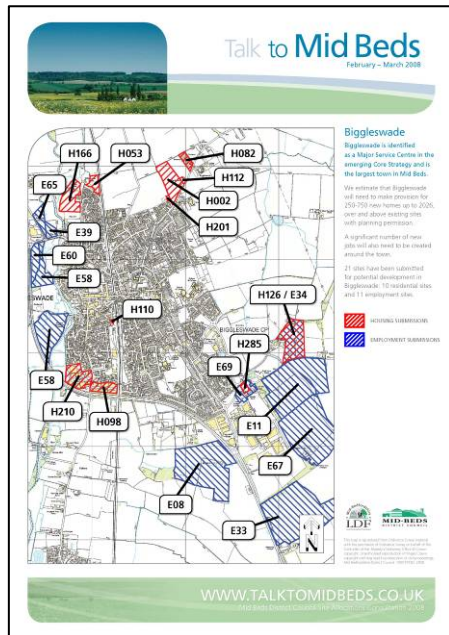 Talk to Mid Beds
February – March 2008
Biggleswade
Biggleswade is identified
as a Major Service Centre in the
emerging Core Strategy and is
the largest town in Mid Beds.
We estimate that Biggleswade
will need to make provision for
250-750 new homes up to 2026,
over and above existing sites
with planning permission.
A significant number of new
jobs will also need to be created
around the town.
21 sites have been submitted
for potential development in
Biggleswade: 10 residential sites
and 11 employment sites.
HOUSING SUBMISSIONS
EMPLOYMENT SUBMISSIONS
H166
H053
H082
E65
H112
H002
E39
H201
E60
E58
H126 / E34
H110
BIGGLESWADE CP
H285
E69
E58
H210
H098
E11
E67
E08
E33
N
LDF
MID-BEDS
DISTRICT COUNCIL
WWW.TALKTOMIDBEDS.CO.UK